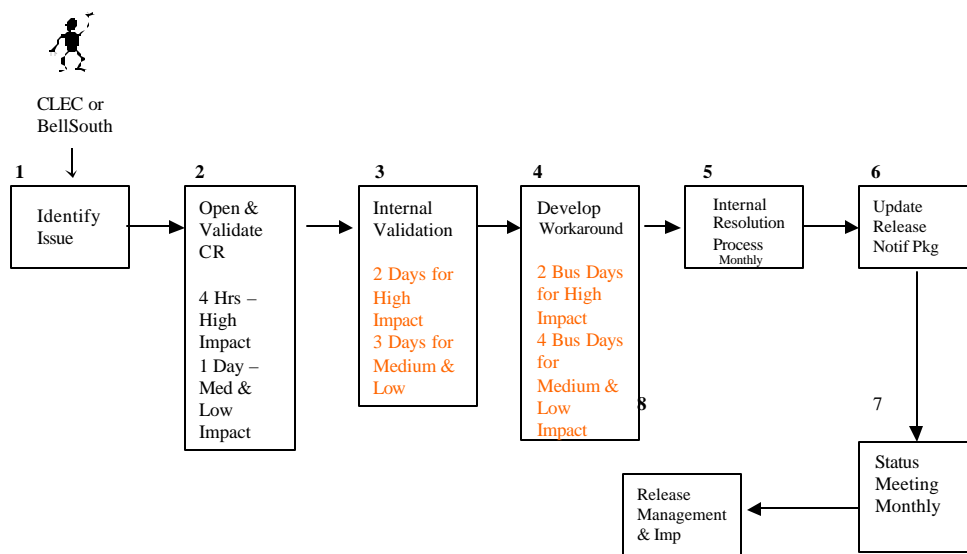 CLEC or
BellSouth
1
Identify
Issue
2
Open &
Validate
CR
4 Hrs –
High
Impact
1 Day –
Med &
Low
Impact
3
Internal
Validation
2 Days for
High
Impact
3 Days for
Medium &
Low
4
Develop
Workaround
2 Bus Days
for High
Impact
4 Bus Days
for
Medium &
Low
Impact
5
Internal
Resolution
Process
Monthly
6
Update
Release
Notif Pkg
7
Status
Meeting
Monthly
8
Release
Management
& Imp